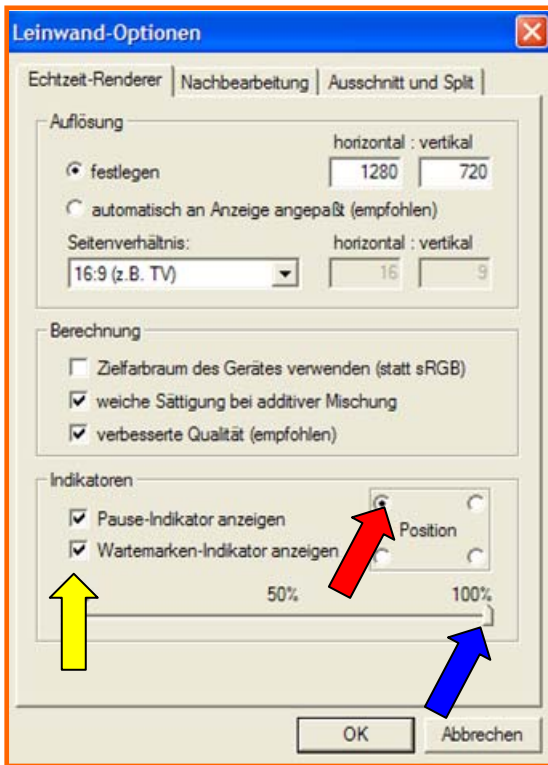 Leinwand-Optionen
Echtzeit-Renderer Nachbearbeitung Ausschnitt und Split
Auflösung
horizontal : vertikal
festlegen 1280 720
automatisch an Anzeige angepaßt (empfohlen)
Seitenverhältnis: horizontal : vertikal
16:9 (z.B. TV) 16 9
Berechnung
Zielfarbraum des Gerätes verwenden (statt sRGB)
weiche Sättigung bei additiver Mischung
verbesserte Qualität (empfohlen)
Indikatoren
Pause-Indikator anzeigen
Position
Wartemarken-Indikator anzeigen
50% 100%
OK Abbrechen